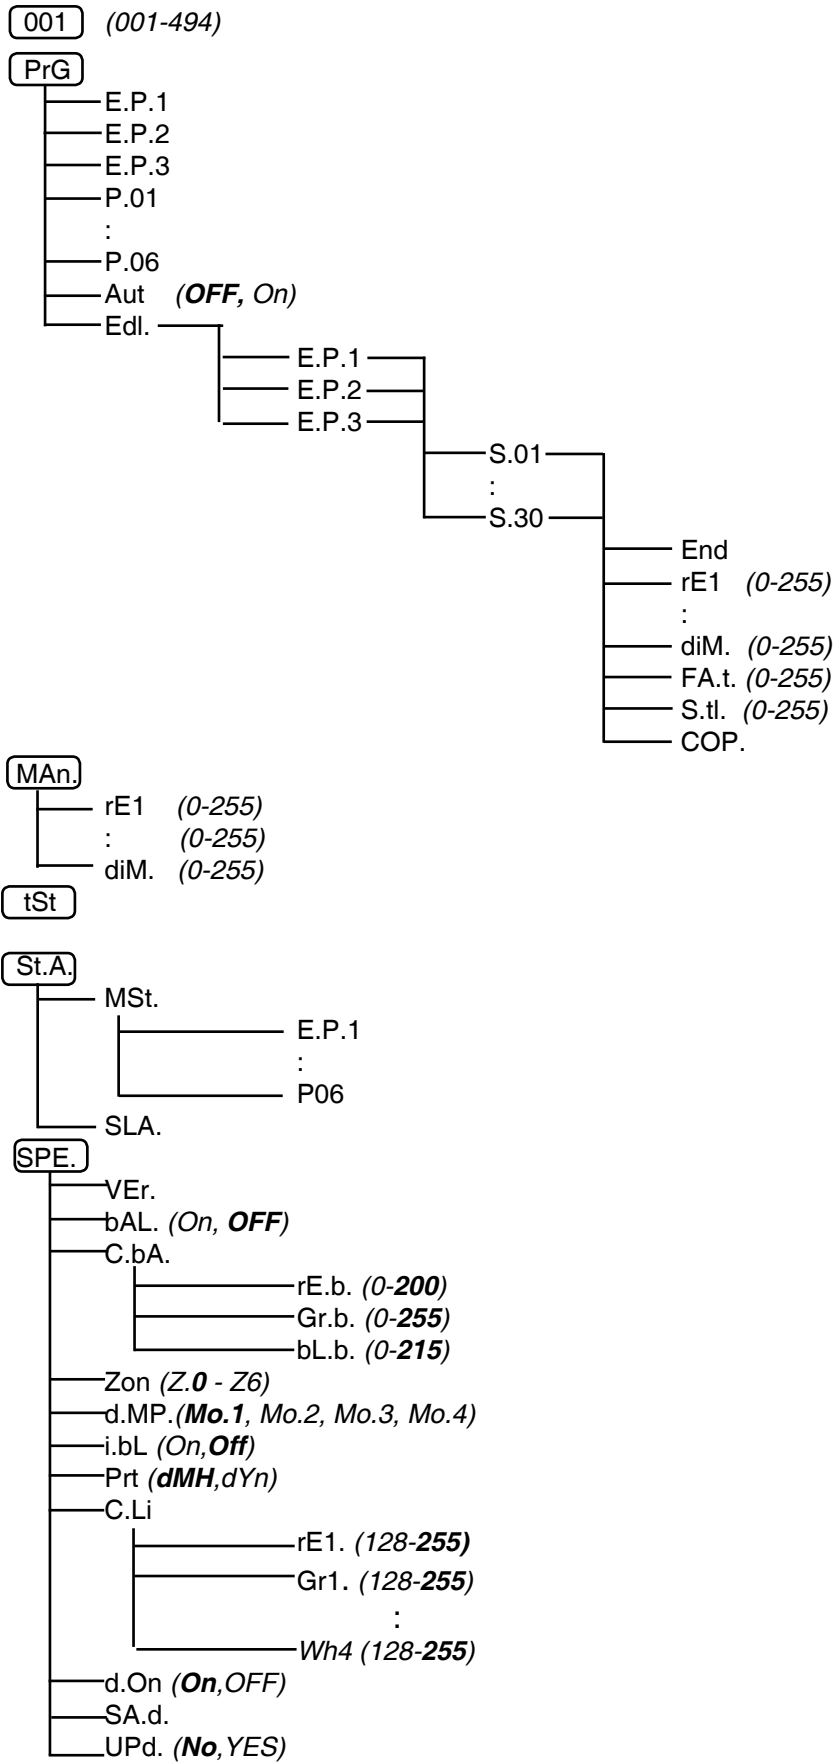 001 (001-494)
PrG
E.P.1
E.P.2
E.P.3
P.01
:
P.06
Aut (OFF, On)
Edl.
E.P.1
E.P.2
E.P.3
S.01
:
S.30
End
rE1 (0-255)
:
diM. (0-255)
FA.t. (0-255)
S.tl. (0-255)
COP.
MAn.
rE1 (0-255)
: (0-255)
diM. (0-255)
tSt
St.A.
MSt.
E.P.1
:
P06
SLA.
SPE.
VEr.
bAL. (On, OFF)
C.bA.
rE.b. (0-200)
Gr.b. (0-255)
bL.b. (0-215)
Zon (Z.0 - Z6)
d.MP.(Mo.1, Mo.2, Mo.3, Mo.4)
i.bL (On,Off)
Prt (dMH,dYn)
C.Li
rE1. (128-255)
Gr1. (128-255)
:
Wh4 (128-255)
d.On (On,OFF)
SA.d.
UPd. (No,YES)